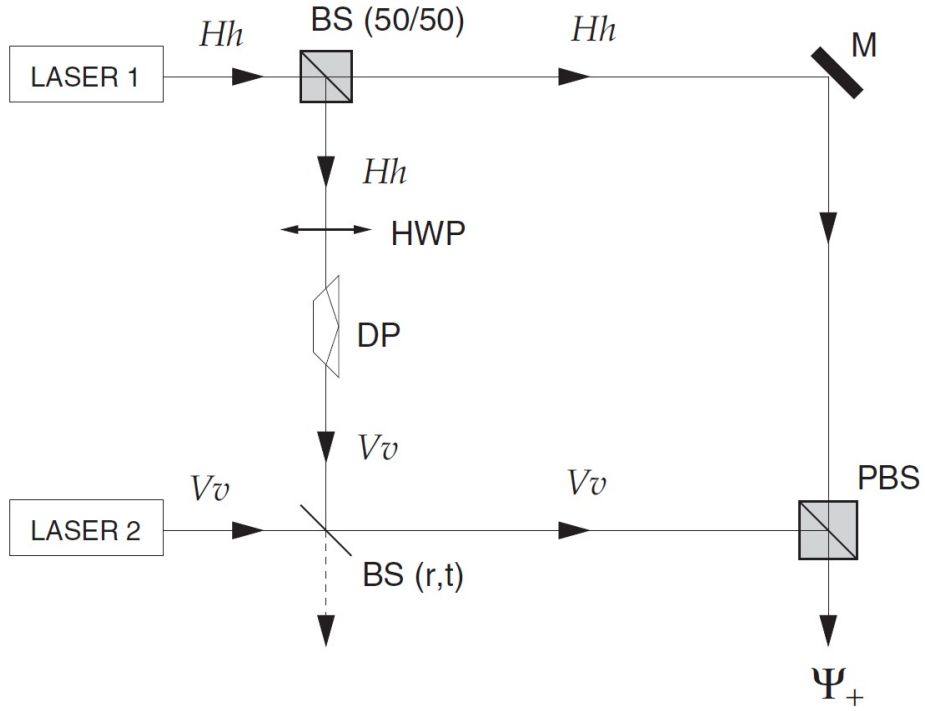 BS (50/50)
Hh
Hh
M
LASER 1
Hh
HWP
DP
Vv
Vv
Vv
PBS
LASER 2
BS (r,t)
Ψ+